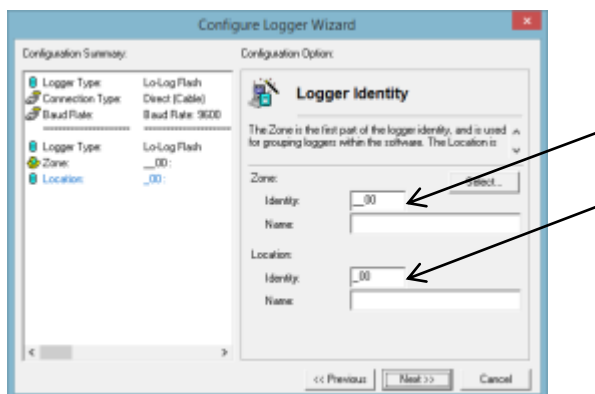 Configure Logger Wizard
Configuration Summary:
Configuration Option:
Logger Type: Lo-Log Flash
Connection Type: Direct (Cable)
Baud Rate: Baud Rate: 9600
Logger Type: Lo-Log Flash
Zone: __00 :
Location: _00 :
Logger Identity
The Zone is the first part of the logger identity, and is used
for grouping loggers within the software. The Location is
Zone:
Select...
Identity: __00
Name:
Location:
Identity: _00
Name:
<< Previous
Next >>
Cancel